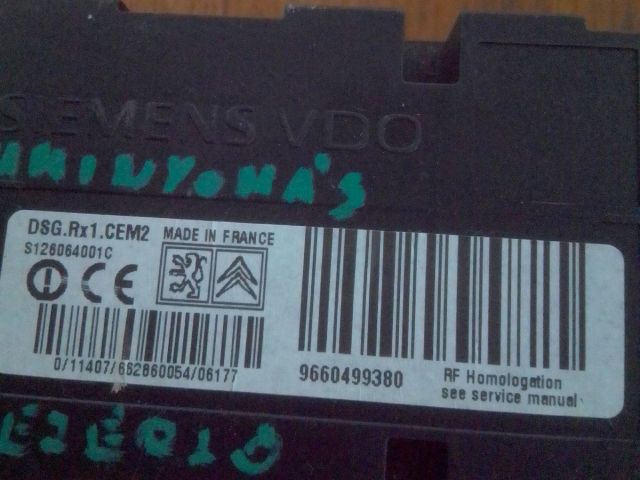 SIEMENS VDO
DSG.Rx1.CEM2 MADE IN FRANCE
S126064001C
CE
0/11407/662860054/06177
9660499380
RF Homologation
see service manual